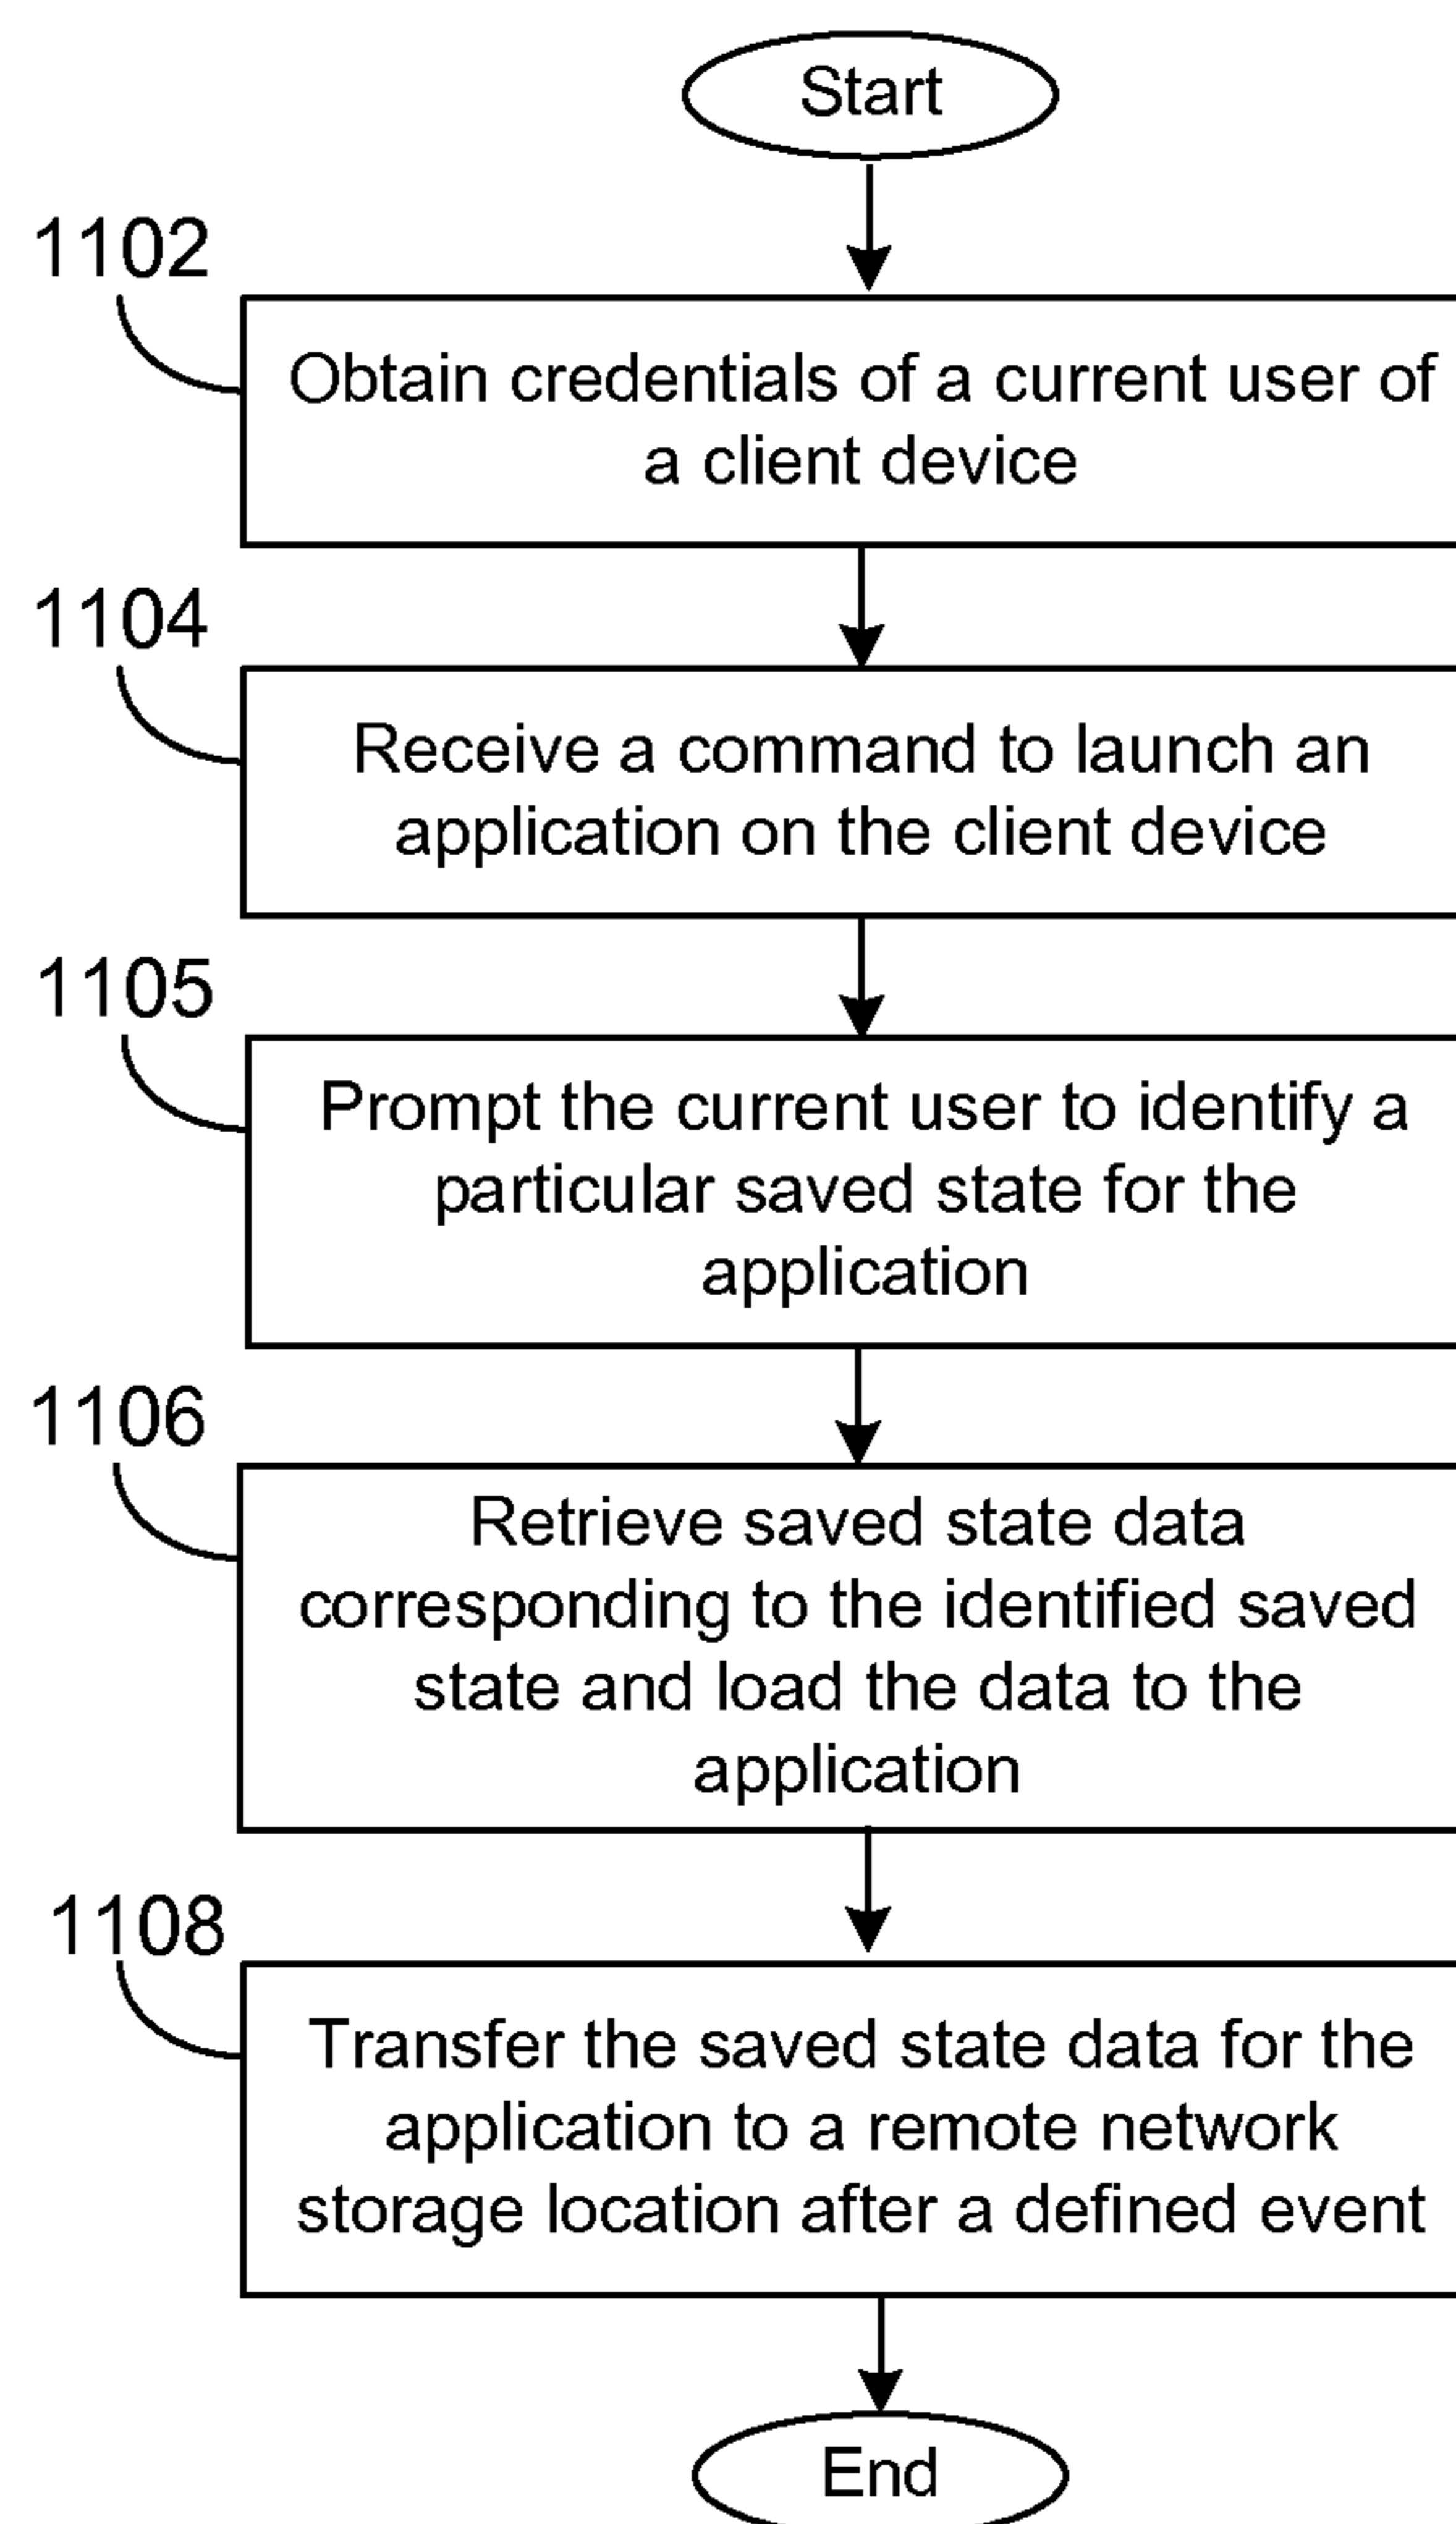 Start
1102
Obtain credentials of a current user of
a client device
1104
Receive a command to launch an
application on the client device
1105
Prompt the current user to identify a
particular saved state for the
application
1106
Retrieve saved state data
corresponding to the identified saved
state and load the data to the
application
1108
Transfer the saved state data for the
application to a remote network
storage location after a defined event
End